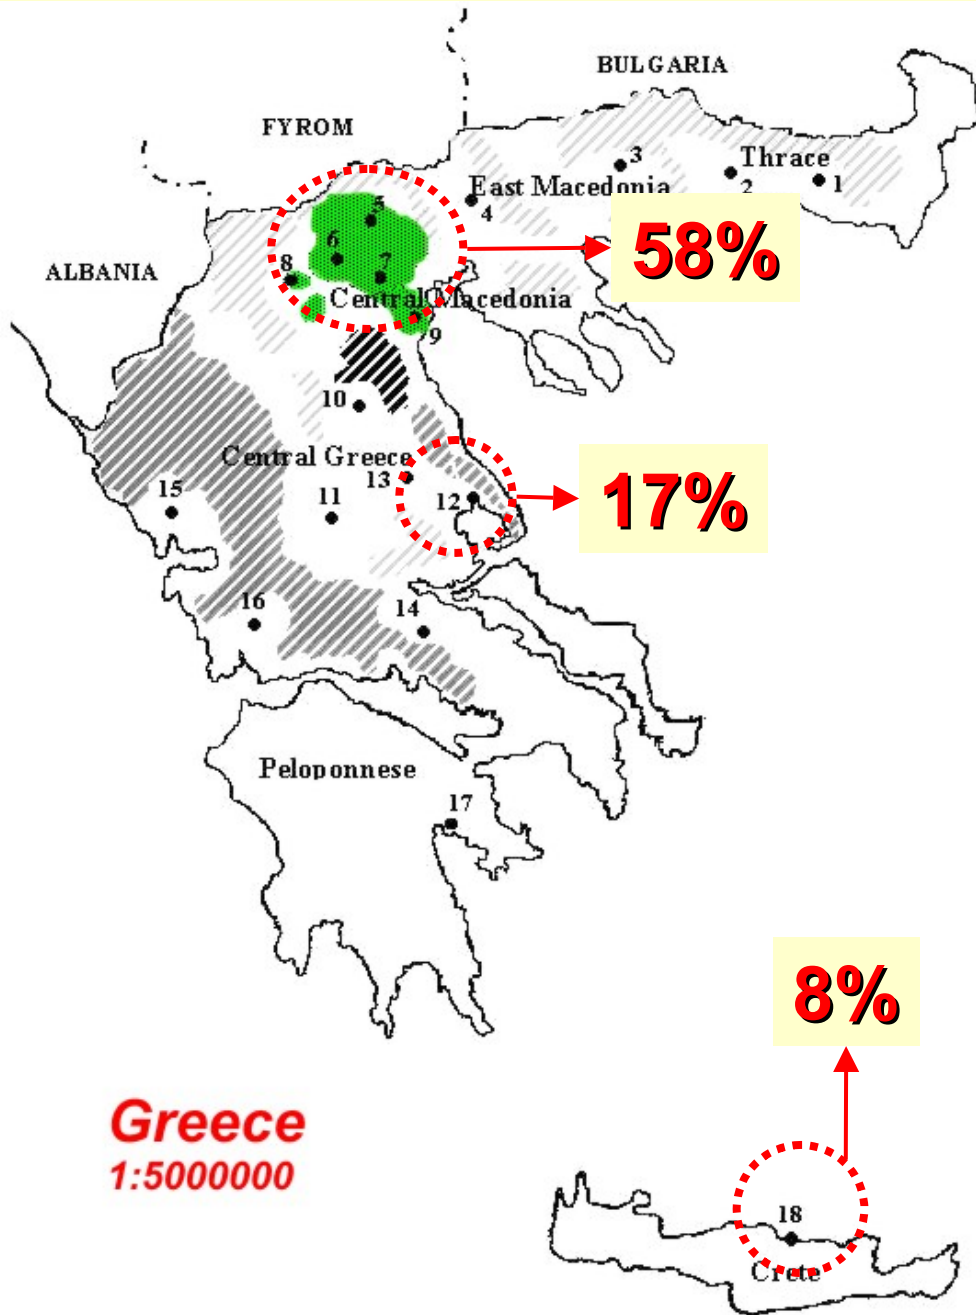 BULGARIA
FYROM
3
Thrace
2
1
East Macedonia
4
5
58%
6
7
8
ALBANIA
Central Macedonia
9
10
Central Greece
13
12
17%
15
11
16
14
Peloponnese
17
8%
Greece
1:5000000
18
Crete